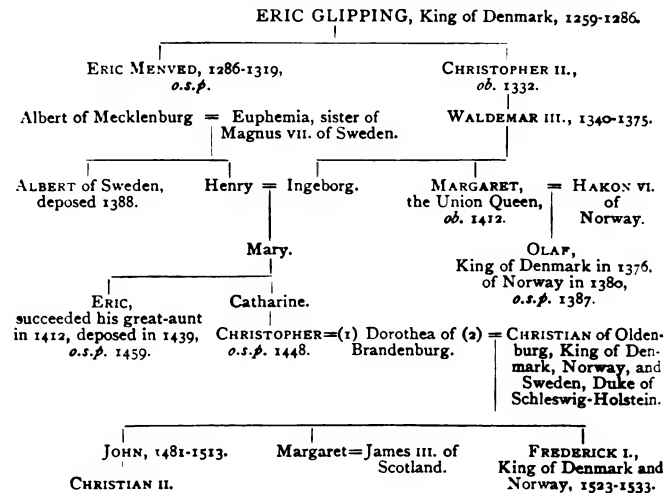 ERIC GLIPPING, King of Denmark, 1259-1286.
ERIC MENVED, 1286-1319,
o.s.p.
CHRISTOPHER II.,
ob. 1332.
Albert of Mecklenburg = Euphemia, sister of
Magnus VII. of Sweden.
WALDEMAR III., 1340-1375.
ALBERT of Sweden,
deposed 1388.
Henry = Ingeborg.
MARGARET,
the Union Queen,
ob. 1412.
= HAKON VI.
of
Norway.
Mary.
OLAF,
King of Denmark in 1376,
of Norway in 1380,
o.s.p. 1387.
ERIC,
succeeded his great-aunt
in 1412, deposed in 1439,
o.s.p. 1459.
Catharine.
CHRISTOPHER=(1) Dorothea of (2) = CHRISTIAN of Olden-
o.s.p. 1448. Brandenburg. burg, King of Den-
mark, Norway, and
Sweden, Duke of
Schleswig-Holstein.
JOHN, 1481-1513.
Margaret=James III. of
Scotland.
FREDERICK I.,
King of Denmark and
Norway, 1523-1533.
CHRISTIAN II.